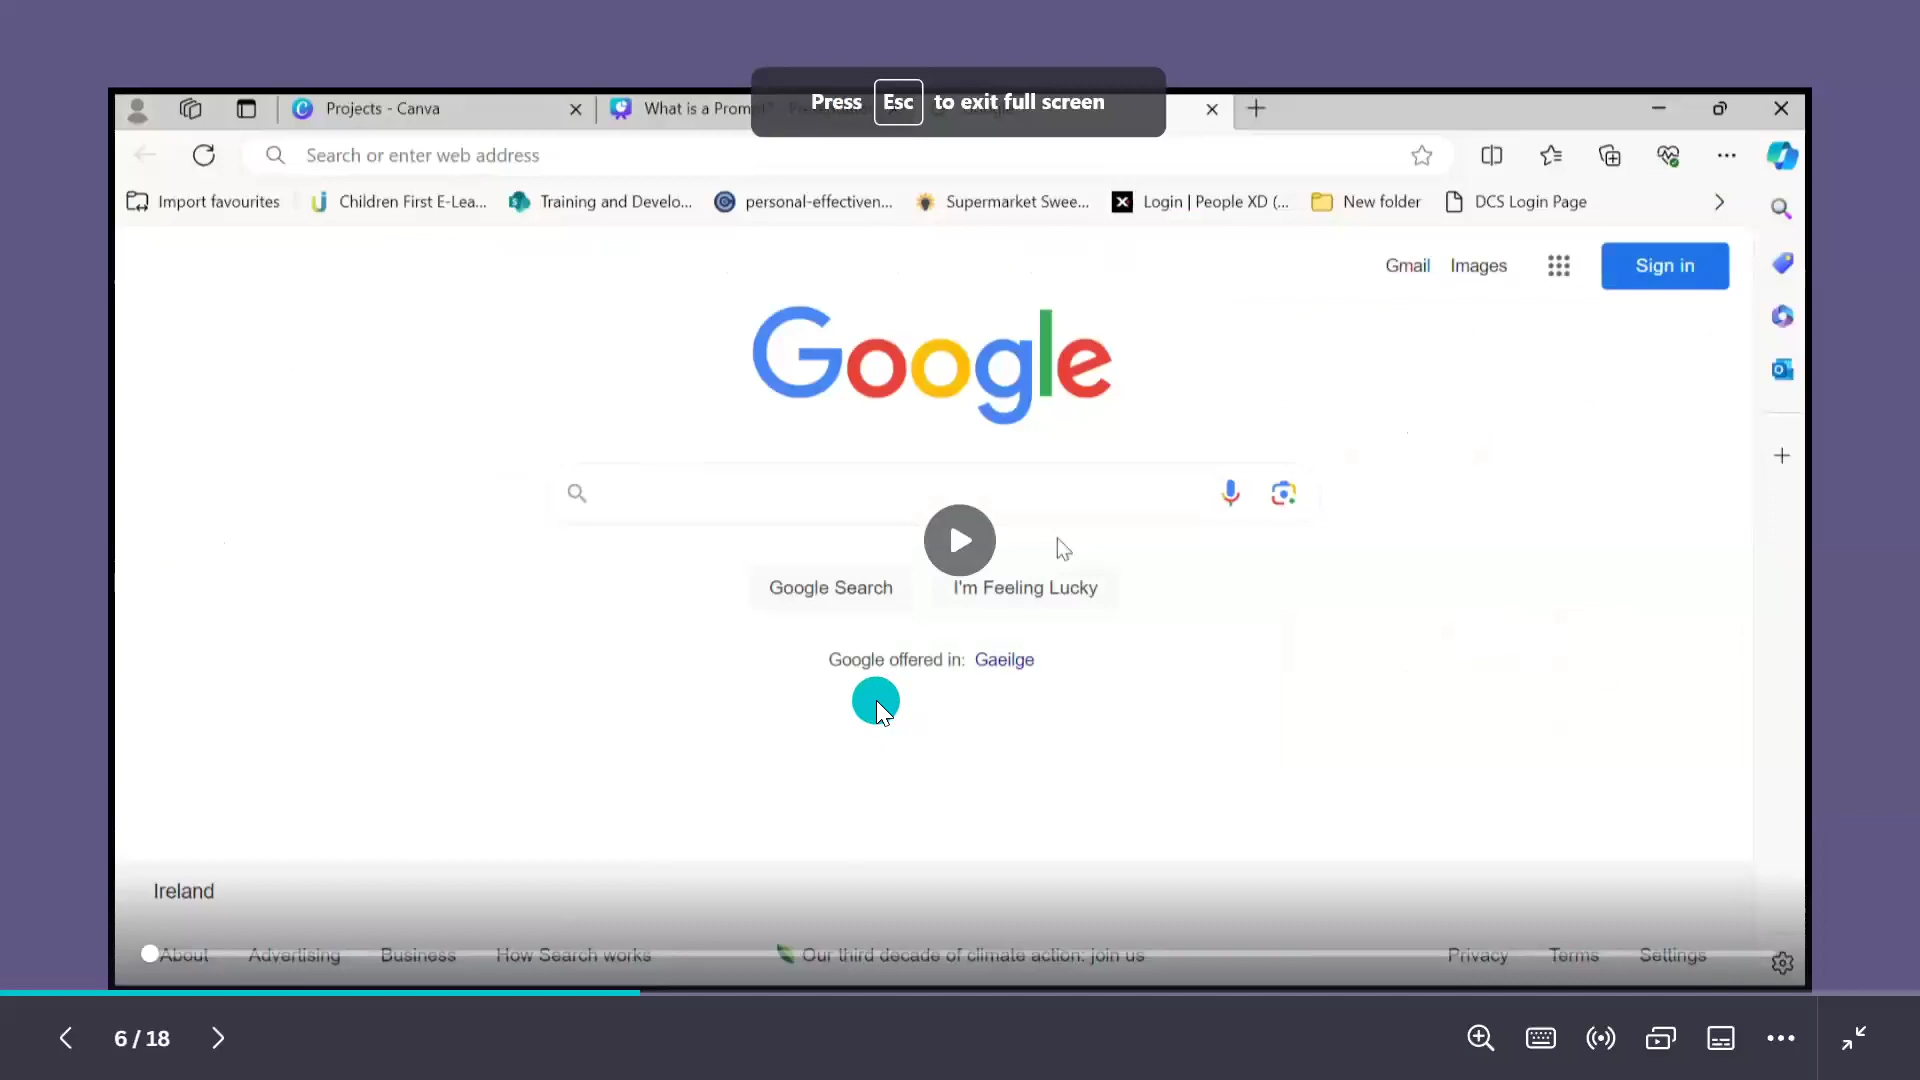 Press Esc to exit full screen
Projects - Canva
What is a Prom
Search or enter web address
Import favourites
Children First E-Lea...
Training and Develo...
personal-effectiven...
Supermarket Swee...
Login | People XD (...
New folder
DCS Login Page
Gmail
Images
Sign in
Google
Google Search
I'm Feeling Lucky
Google offered in: Gaeilge
Ireland
About
Advertising
Business
How Search works
Our third decade of climate action: join us
Privacy
Terms
Settings
6 / 18